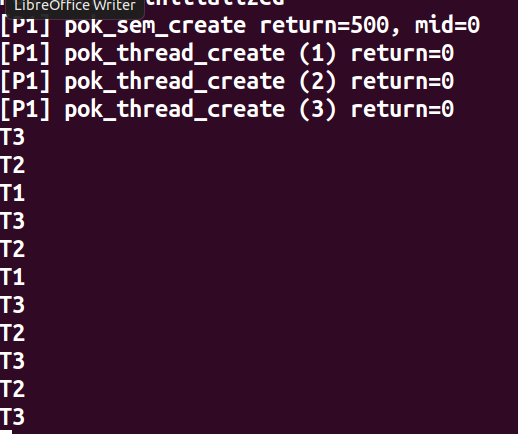 LibreOffice Writer
[P1] pok_sem_create return=500, mid=0
[P1] pok_thread_create (1) return=0
[P1] pok_thread_create (2) return=0
[P1] pok_thread_create (3) return=0
T3
T2
T1
T3
T2
T1
T3
T2
T3
T2
T3